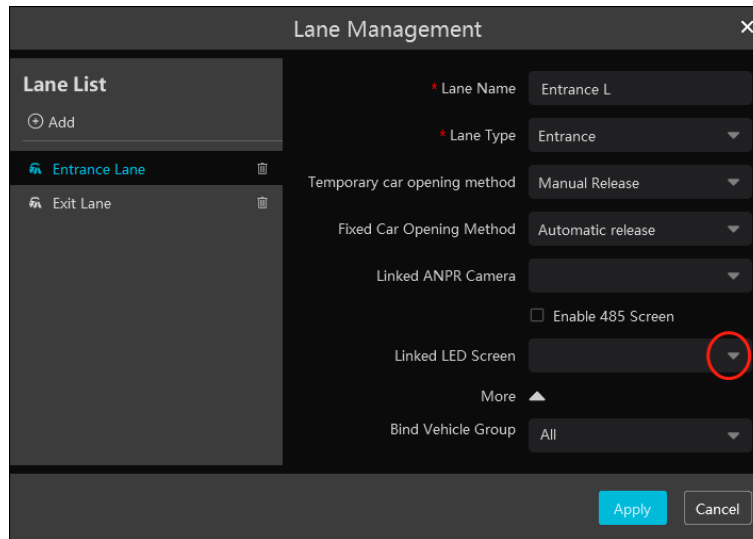 Lane Management
Lane List
Add
Entrance Lane
Exit Lane
* Lane Name Entrance L
* Lane Type Entrance
Temporary car opening method Manual Release
Fixed Car Opening Method Automatic release
Linked ANPR Camera
Enable 485 Screen
Linked LED Screen
More
Bind Vehicle Group All
Apply Cancel